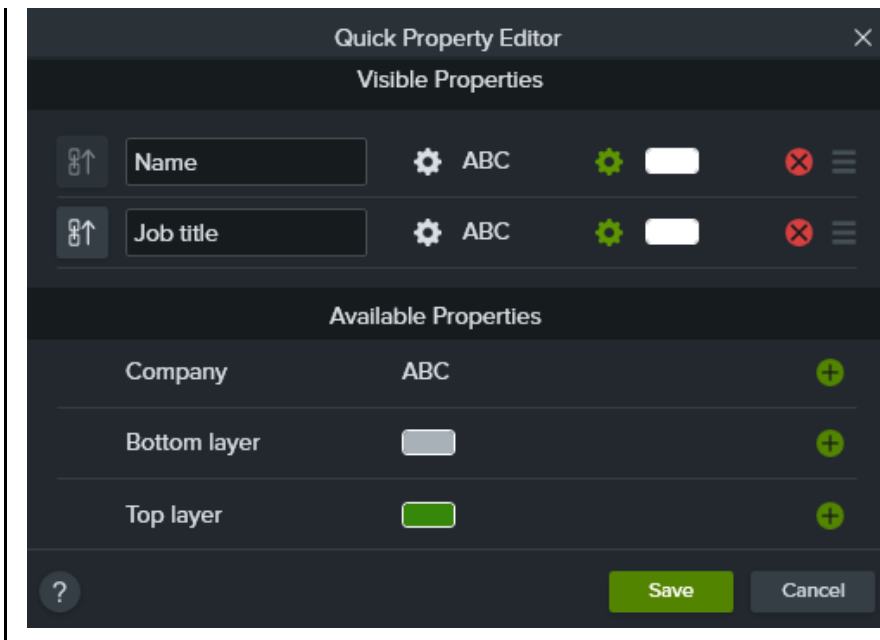 Quick Property Editor
Visible Properties
Name ABC
Job title ABC
Available Properties
Company ABC
Bottom layer
Top layer
? Save Cancel